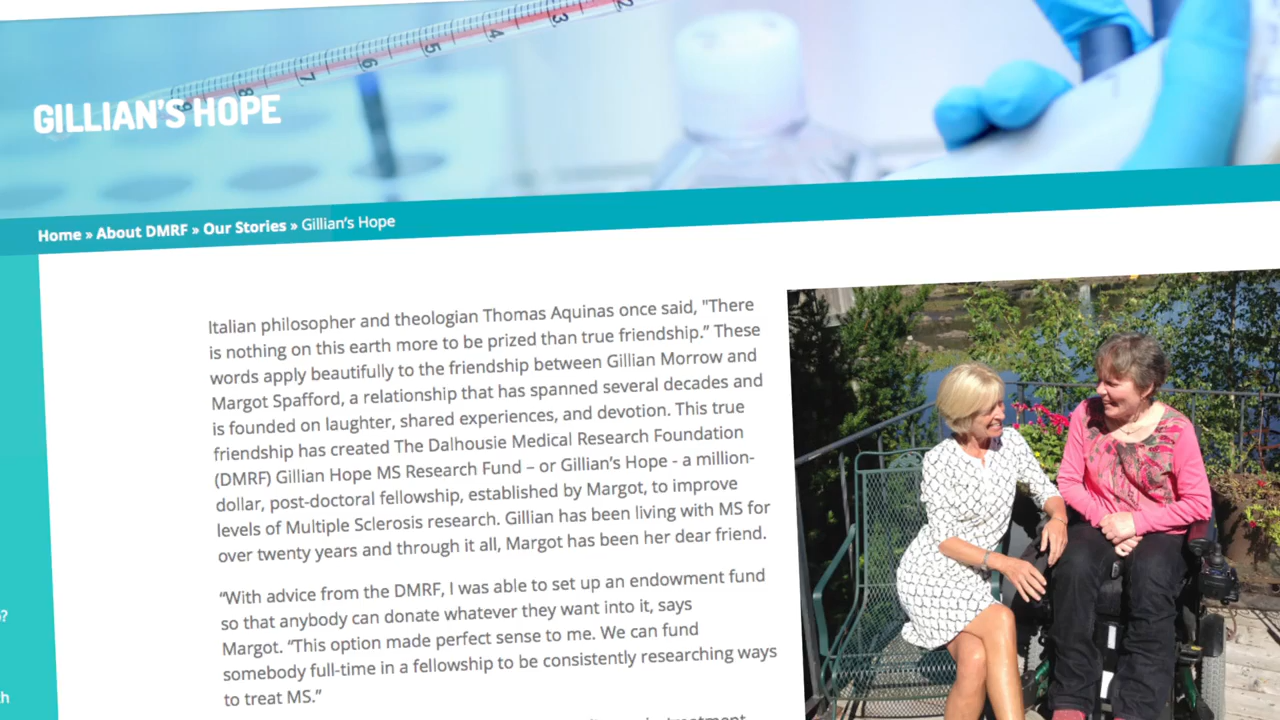 GILLIAN'S HOPE
Home » About DMRF » Our Stories » Gillian's Hope
Italian philosopher and theologian Thomas Aquinas once said, "There
is nothing on this earth more to be prized than true friendship.” These
words apply beautifully to the friendship between Gillian Morrow and
Margot Spafford, a relationship that has spanned several decades and
is founded on laughter, shared experiences, and devotion. This true
friendship has created The Dalhousie Medical Research Foundation
(DMRF) Gillian Hope MS Research Fund – or Gillian’s Hope - a million-
dollar, post-doctoral fellowship, established by Margot, to improve
levels of Multiple Sclerosis research. Gillian has been living with MS for
over twenty years and through it all, Margot has been her dear friend.
“With advice from the DMRF, I was able to set up an endowment fund
so that anybody can donate whatever they want into it, says
Margot. “This option made perfect sense to me. We can fund
somebody full-time in a fellowship to be consistently researching ways
to treat MS.”
2
3
4
5
6
7
8
9